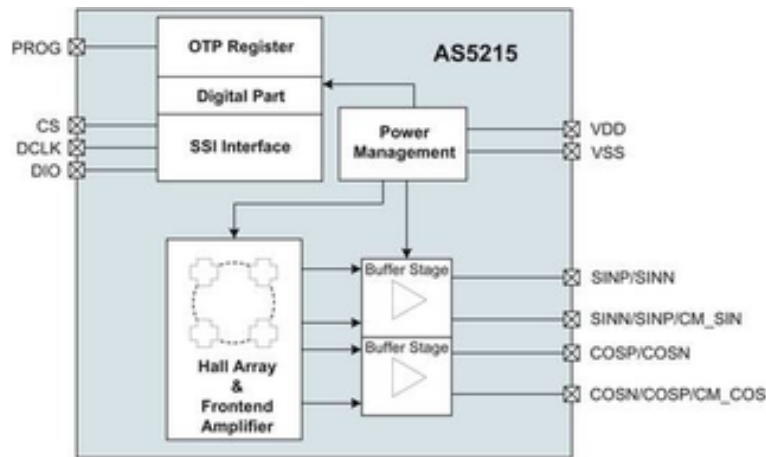 AS5215
PROG
OTP Register
Digital Part
CS
DCLK
DIO
SSI Interface
Power
Management
VDD
VSS
Hall Array
&
Frontend
Amplifier
Buffer Stage
Buffer Stage
SINP/SINN
SINN/SINP/CM_SIN
COSP/COSN
COSN/COSP/CM_COS